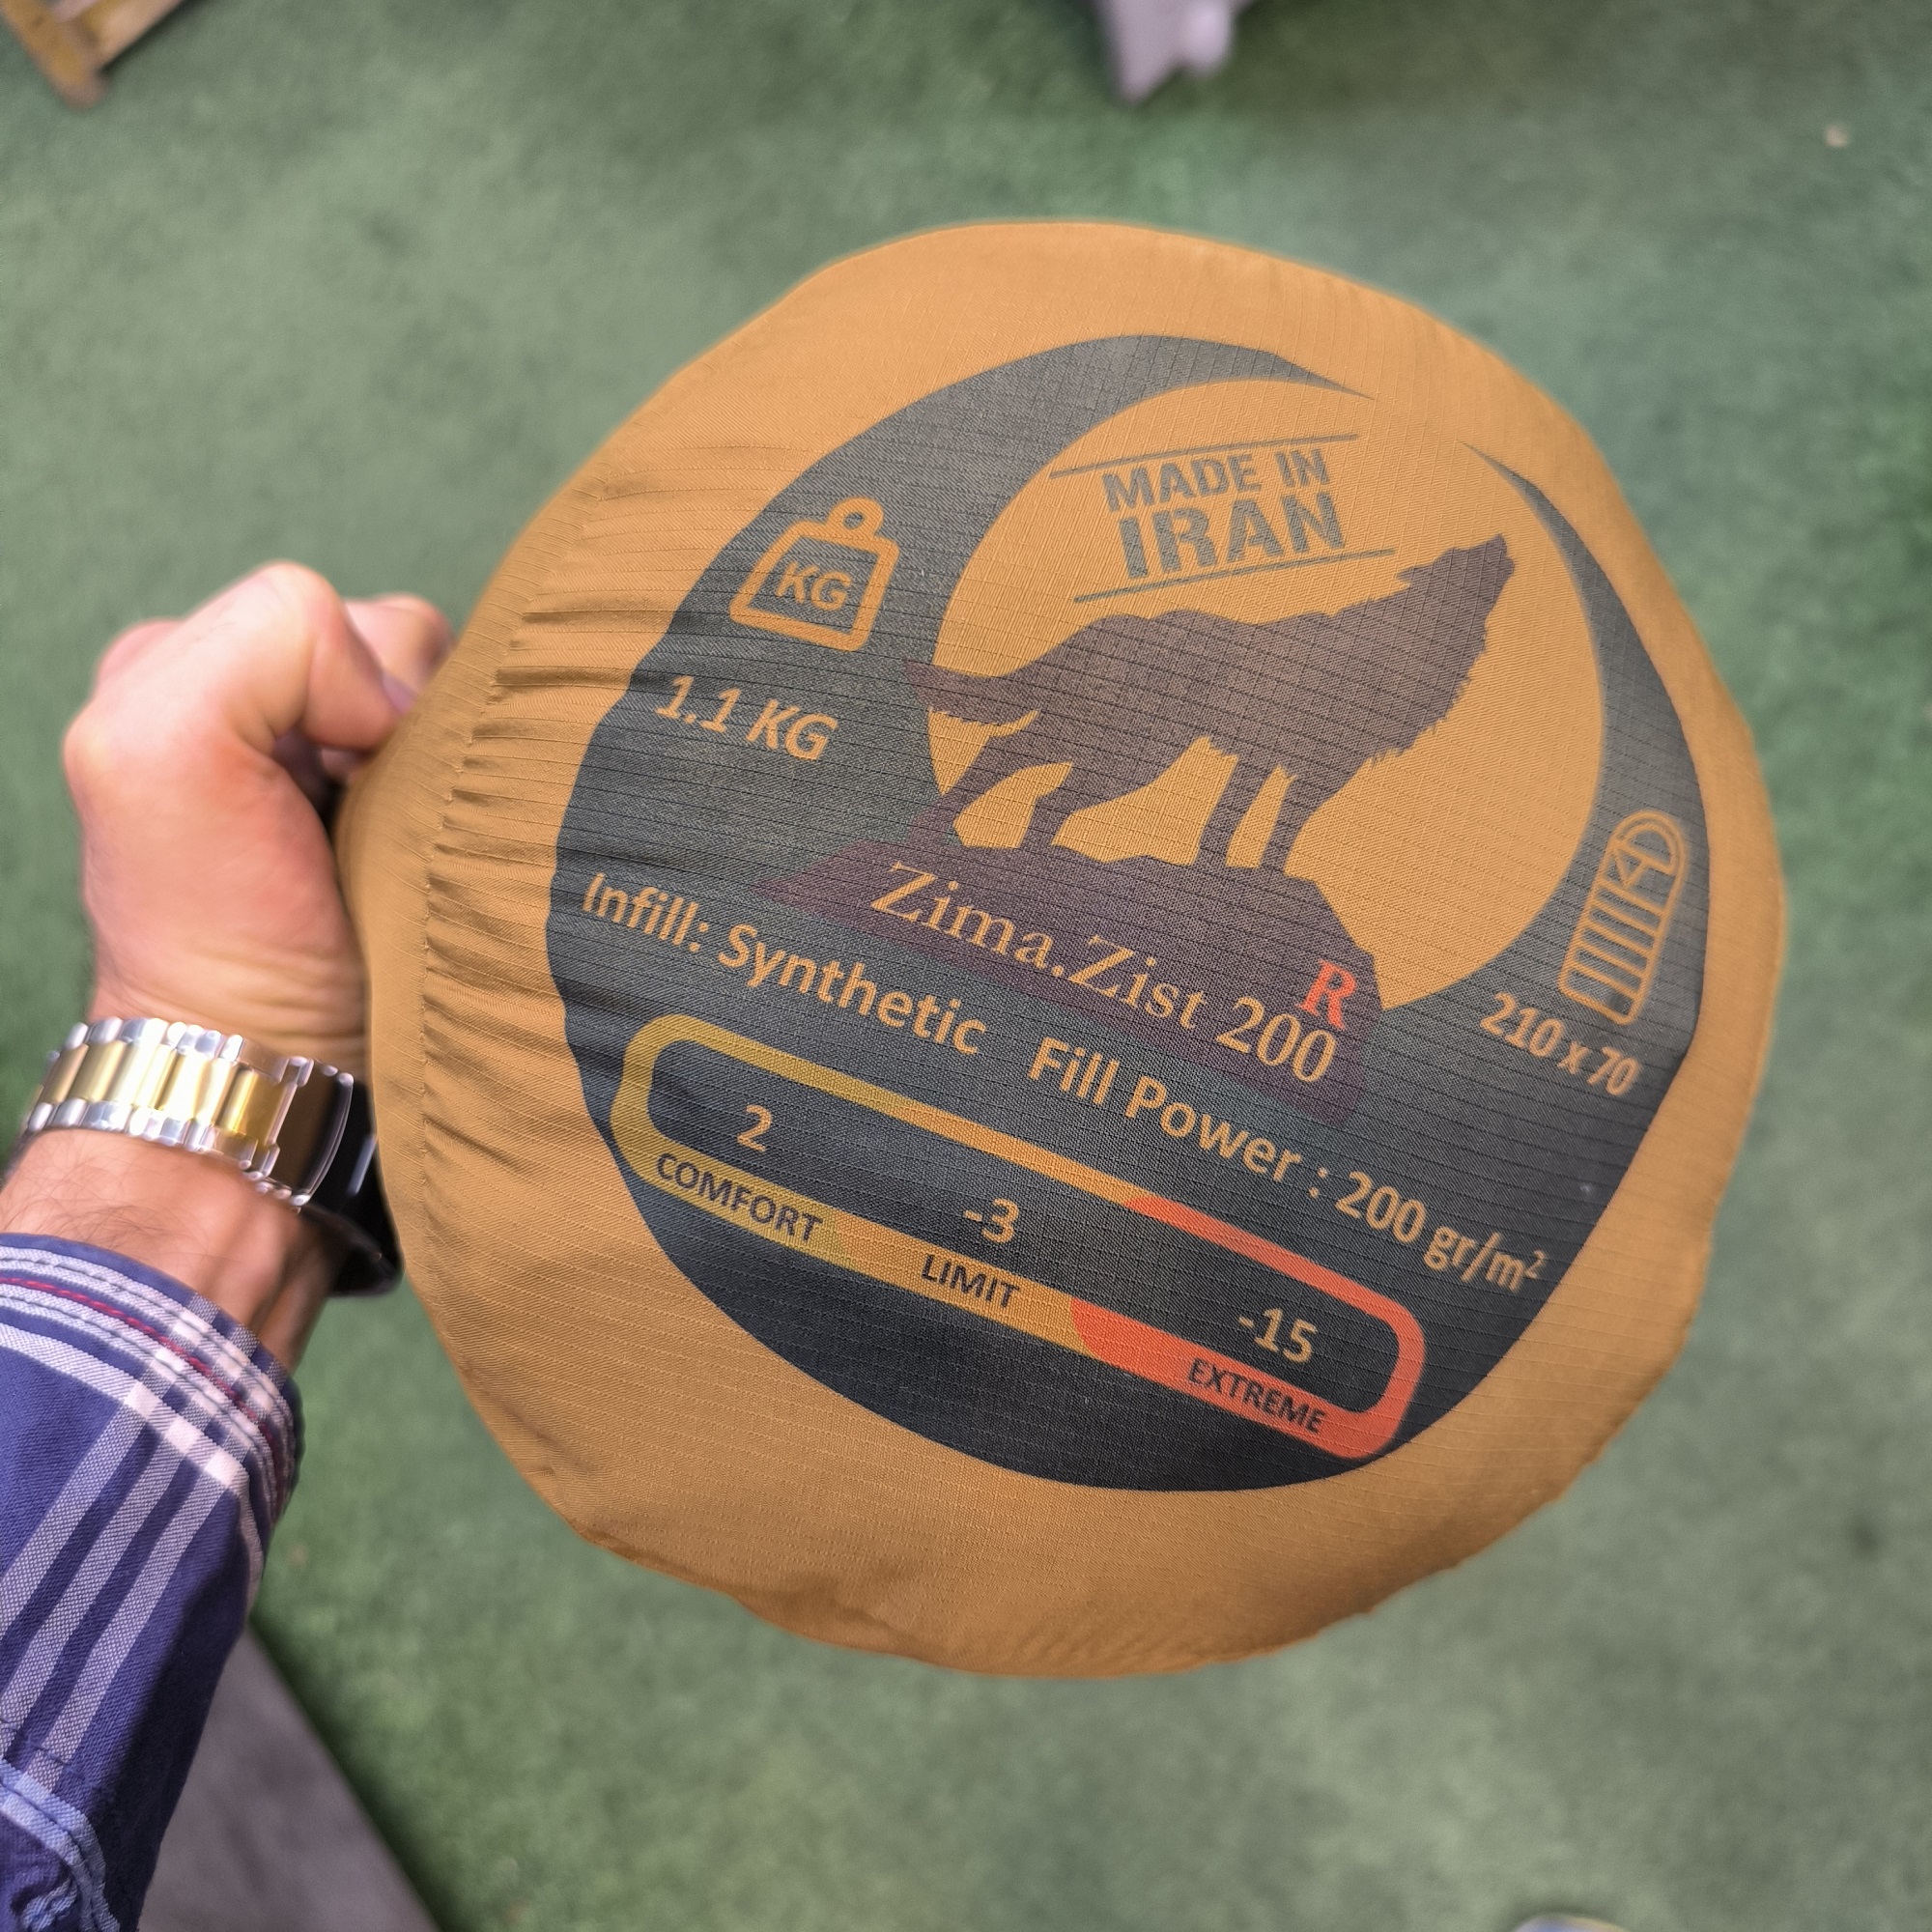 MADE IN
IRAN
KG
1.1 KG
Zima.Zist 200 R
210 x 70
Infill: Synthetic Fill Power : 200 gr/m²
2 -3 -15
COMFORT LIMIT EXTREME